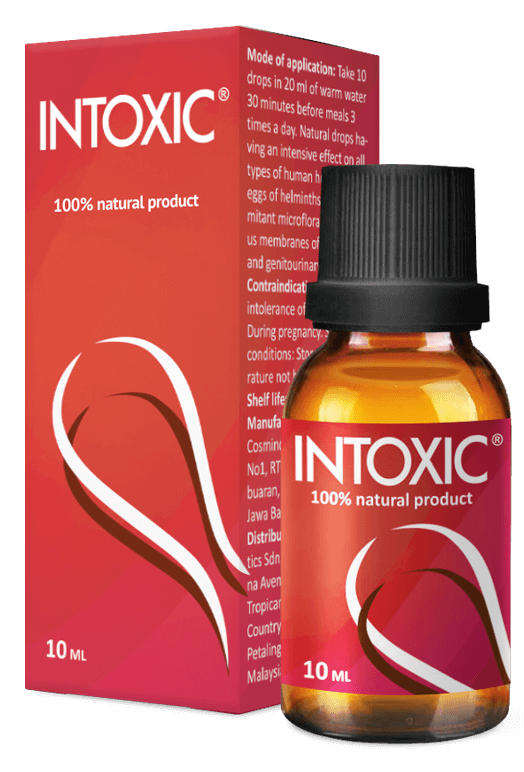 INTOXIC®
100% natural product
10 ML
Mode of application: Take 10
drops in 20 ml of warm water
30 minutes before meals 3
times a day. Natural drops ha-
ving an intensive effect on all
types of human
eggs of helminths
mitant microflora
us membranes of
and genitourinar
Contraindicati
intolerance of
During pregnancy.
conditions: Sto
rature not
Shelf life
Manufa
Cosmin
No1, RT
buaran,
Jawa Ba
Distribu
tics Sdn
na Aven
Tropica
Country
Petaling
Malaysi
INTOXIC®
100% natural product
10 ML